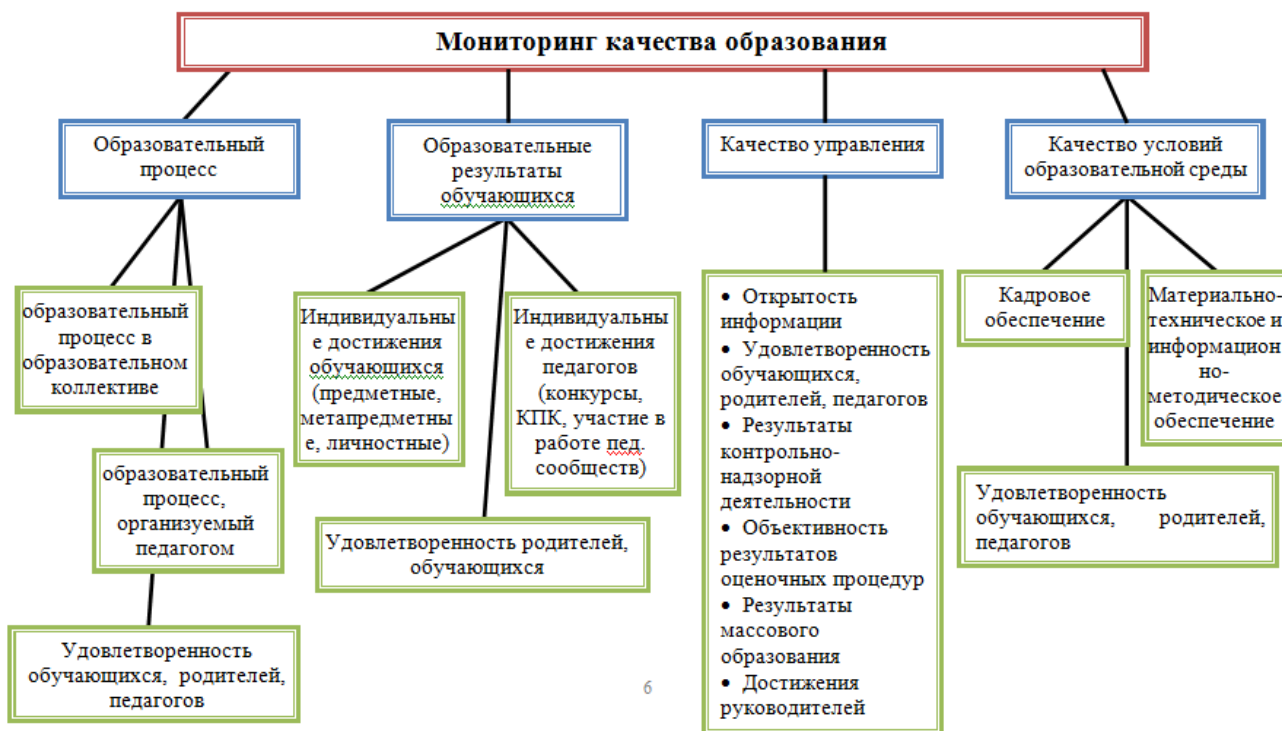 Мониторинг качества образования
Образовательный
процесс
Образовательные
результаты
обучающихся
Качество управления
Качество условий
образовательной среды
образовательный
процесс в
образовательном
коллективе
образовательный
процесс,
организуемый
педагогом
Удовлетворенность
обучающихся, родителей,
педагогов
Индивидуальны
е достижения
обучающихся
(предметные,
метапредметны
е, личностные)
Индивидуальны
е достижения
педагогов
(конкурсы,
КПК, участие в
работе пед.
сообществ)
Удовлетворенность родителей,
обучающихся
• Открытость
информации
• Удовлетворенность
обучающихся,
родителей, педагогов
• Результаты
контрольно-
надзорной
деятельности
• Объективность
результатов
оценочных процедур
• Результаты
массового
образования
• Достижения
руководителей
Кадровое
обеспечение
Материально-
техническое и
информацион
но-
методическое
обеспечение
Удовлетворенность
обучающихся, родителей,
педагогов
6